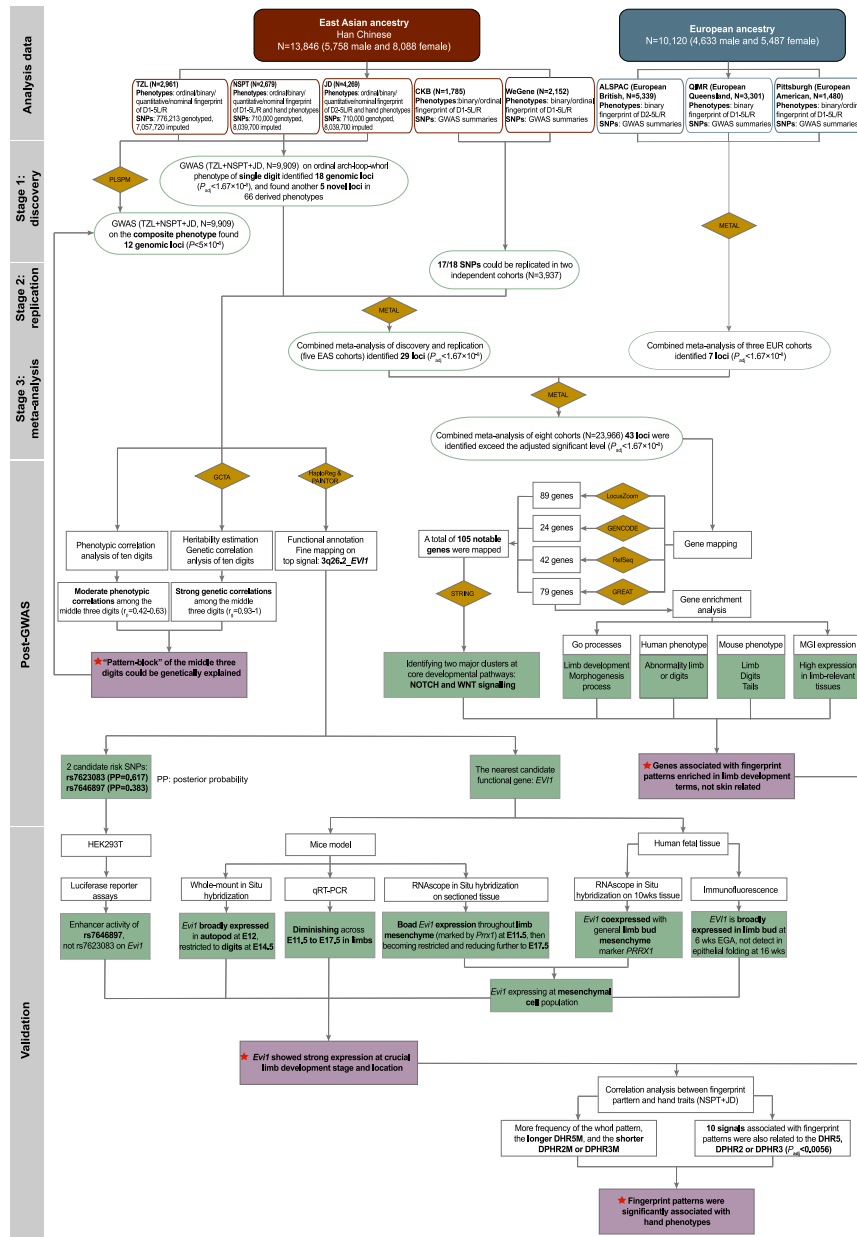 Analysis data
East Asian ancestry
Han Chinese
N=13,846 (5,758 male and 8,088 female)
European ancestry
N=10,120 (4,633 male and 5,487 female)
TZL (N=2,961)
Phenotypes: ordinal/binary/
quantitative/nominal fingerprint
of D1-5L/R
SNPs: 776,213 genotyped,
7,057,720 imputed
NSPT (N=2,679)
Phenotypes: ordinal/binary/
quantitative/nominal fingerprint
of D1-5L/R and hand phenotypes
SNPs: 710,000 genotyped,
8,039,700 imputed
JD (N=4,269)
Phenotypes: ordinal/binary/
quantitative/nominal fingerprint
of D2-5L/R and hand phenotypes
SNPs: 710,000 genotyped,
8,039,700 imputed
CKB (N=1,785)
Phenotypes:binary/ordinal
fingerprint of D1-5L/R
SNPs: GWAS summaries
WeGene (N=2,152)
Phenotypes:binary/ordinal
fingerprint of D1-5L/R
SNPs: GWAS summaries
ALSPAC (European
British, N=5,339)
Phenotypes: binary
fingerprint of D2-5L/R
SNPs: GWAS summaries
QIMR (European
Queensland, N=3,301)
Phenotypes: binary
fingerprint of D1-5L/R
SNPs: GWAS summaries
Pittsburgh (European
American, N=1,480)
Phenotypes: binary
fingerprint of D1-5L/R
SNPs: GWAS summaries
Stage 1:
discovery
PLSPM
GWAS (TZL+NSPT+JD, N=9,909) on ordinal arch-loop-whorl
phenotype of single digit identified 18 genomic loci
(Padj<1.67×10⁻⁸), and found another 5 novel loci in
66 derived phenotypes
METAL
GWAS (TZL+NSPT+JD, N=9,909)
on the composite phenotype found
12 genomic loci (P<5×10⁻⁸)
Stage 2:
replication
17/18 SNPs could be replicated in two
independent cohorts (N=3,937)
METAL
Stage 3:
meta-analysis
Combined meta-analysis of discovery and replication
(five EAS cohorts) identified 29 loci (Padj<1.67×10⁻⁸)
Combined meta-analysis of three EUR cohorts
identified 7 loci (Padj<1.67×10⁻⁸)
METAL
Combined meta-analysis of eight cohorts (N=23,966) 43 loci were
identified exceed the adjusted significant level (Padj<1.67×10⁻⁸)
Post-GWAS
GCTA
HaploReg &
PAINTOR
Phenotypic correlation
analysis of ten digits
Heritability estimation
Genetic correlation
anlysis of ten digits
Functional annotation
Fine mapping on
top signal: 3q26.2_EVI1
A total of 105 notable
genes were mapped
89 genes
24 genes
42 genes
79 genes
LocusZoom
GENCODE
RefSeq
GREAT
Gene mapping
Moderate phenotypic
correlations among the
middle three digits (rp=0.42-0.63)
Strong genetic correlations
among the middle
three digits (rg=0.93-1)
STRING
Gene enrichment
analysis
★ "Pattern-block" of the middle three
digits could be genetically explained
Identifying two major clusters at
core developmental pathways:
NOTCH and WNT signalling
Go processes
Limb development
Morphogenesis
process
Human phenotype
Abnormality limb
or digits
Mouse phenotype
Limb
Digits
Tails
MGI expression
High expression
in limb-relevant
tissues
2 candidate risk SNPs:
rs7623083 (PP=0.617)
rs7646897 (PP=0.383)
PP: posterior probability
The nearest candidate
functional gene: EVI1
★ Genes associated with fingerprint
patterns enriched in limb development
terms, not skin related
Validation
HEK293T
Mice model
Human fetal tissue
Luciferase reporter
assays
Whole-mount in Situ
hybridization
qRT-PCR
RNAscope in Situ hybridization
on sectioned tissue
RNAscope in Situ
hybridization on 10wks tissue
Immunofluorescence
Enhancer activity of
rs7646897,
not rs7623083 on Evi1
Evi1 broadly expressed
in autopod at E12,
restricted to digits at E14.5
Diminishing across
E11,5 to E17,5 in limbs
Boad Evi1 expression throughout limb
mesenchyme (marked by Prrx1) at E11.5, then
becoming restricted and reducing further to E17.5
Evi1 coexpressed with
general limb bud
mesenchyme
marker PRRX1
EVI1 is broadly
expressed in limb bud at
6 wks EGA, not detect in
epithelial folding at 16 wks
Evi1 expressing at mesenchymal
cell population
★ Evi1 showed strong expression at crucial
limb development stage and location
Correlation analysis between fingerprint
parttern and hand traits (NSPT+JD)
More frequency of the whorl pattern,
the longer DHR5M, and the shorter
DPHR2M or DPHR3M
10 signals associated with fingerprint
patterns were also related to the DHR5,
DPHR2 or DPHR3 (Padj<0.0056)
★ Fingerprint patterns were
significantly associated with
hand phenotypes